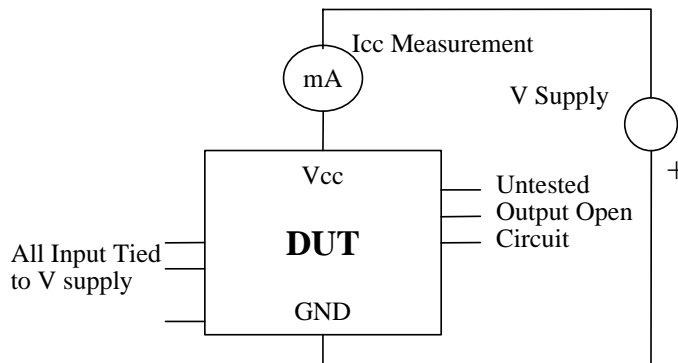 Icc Measurement
mA
V Supply
+
Vcc
Untested
Output Open
Circuit
DUT
All Input Tied
to V supply
GND